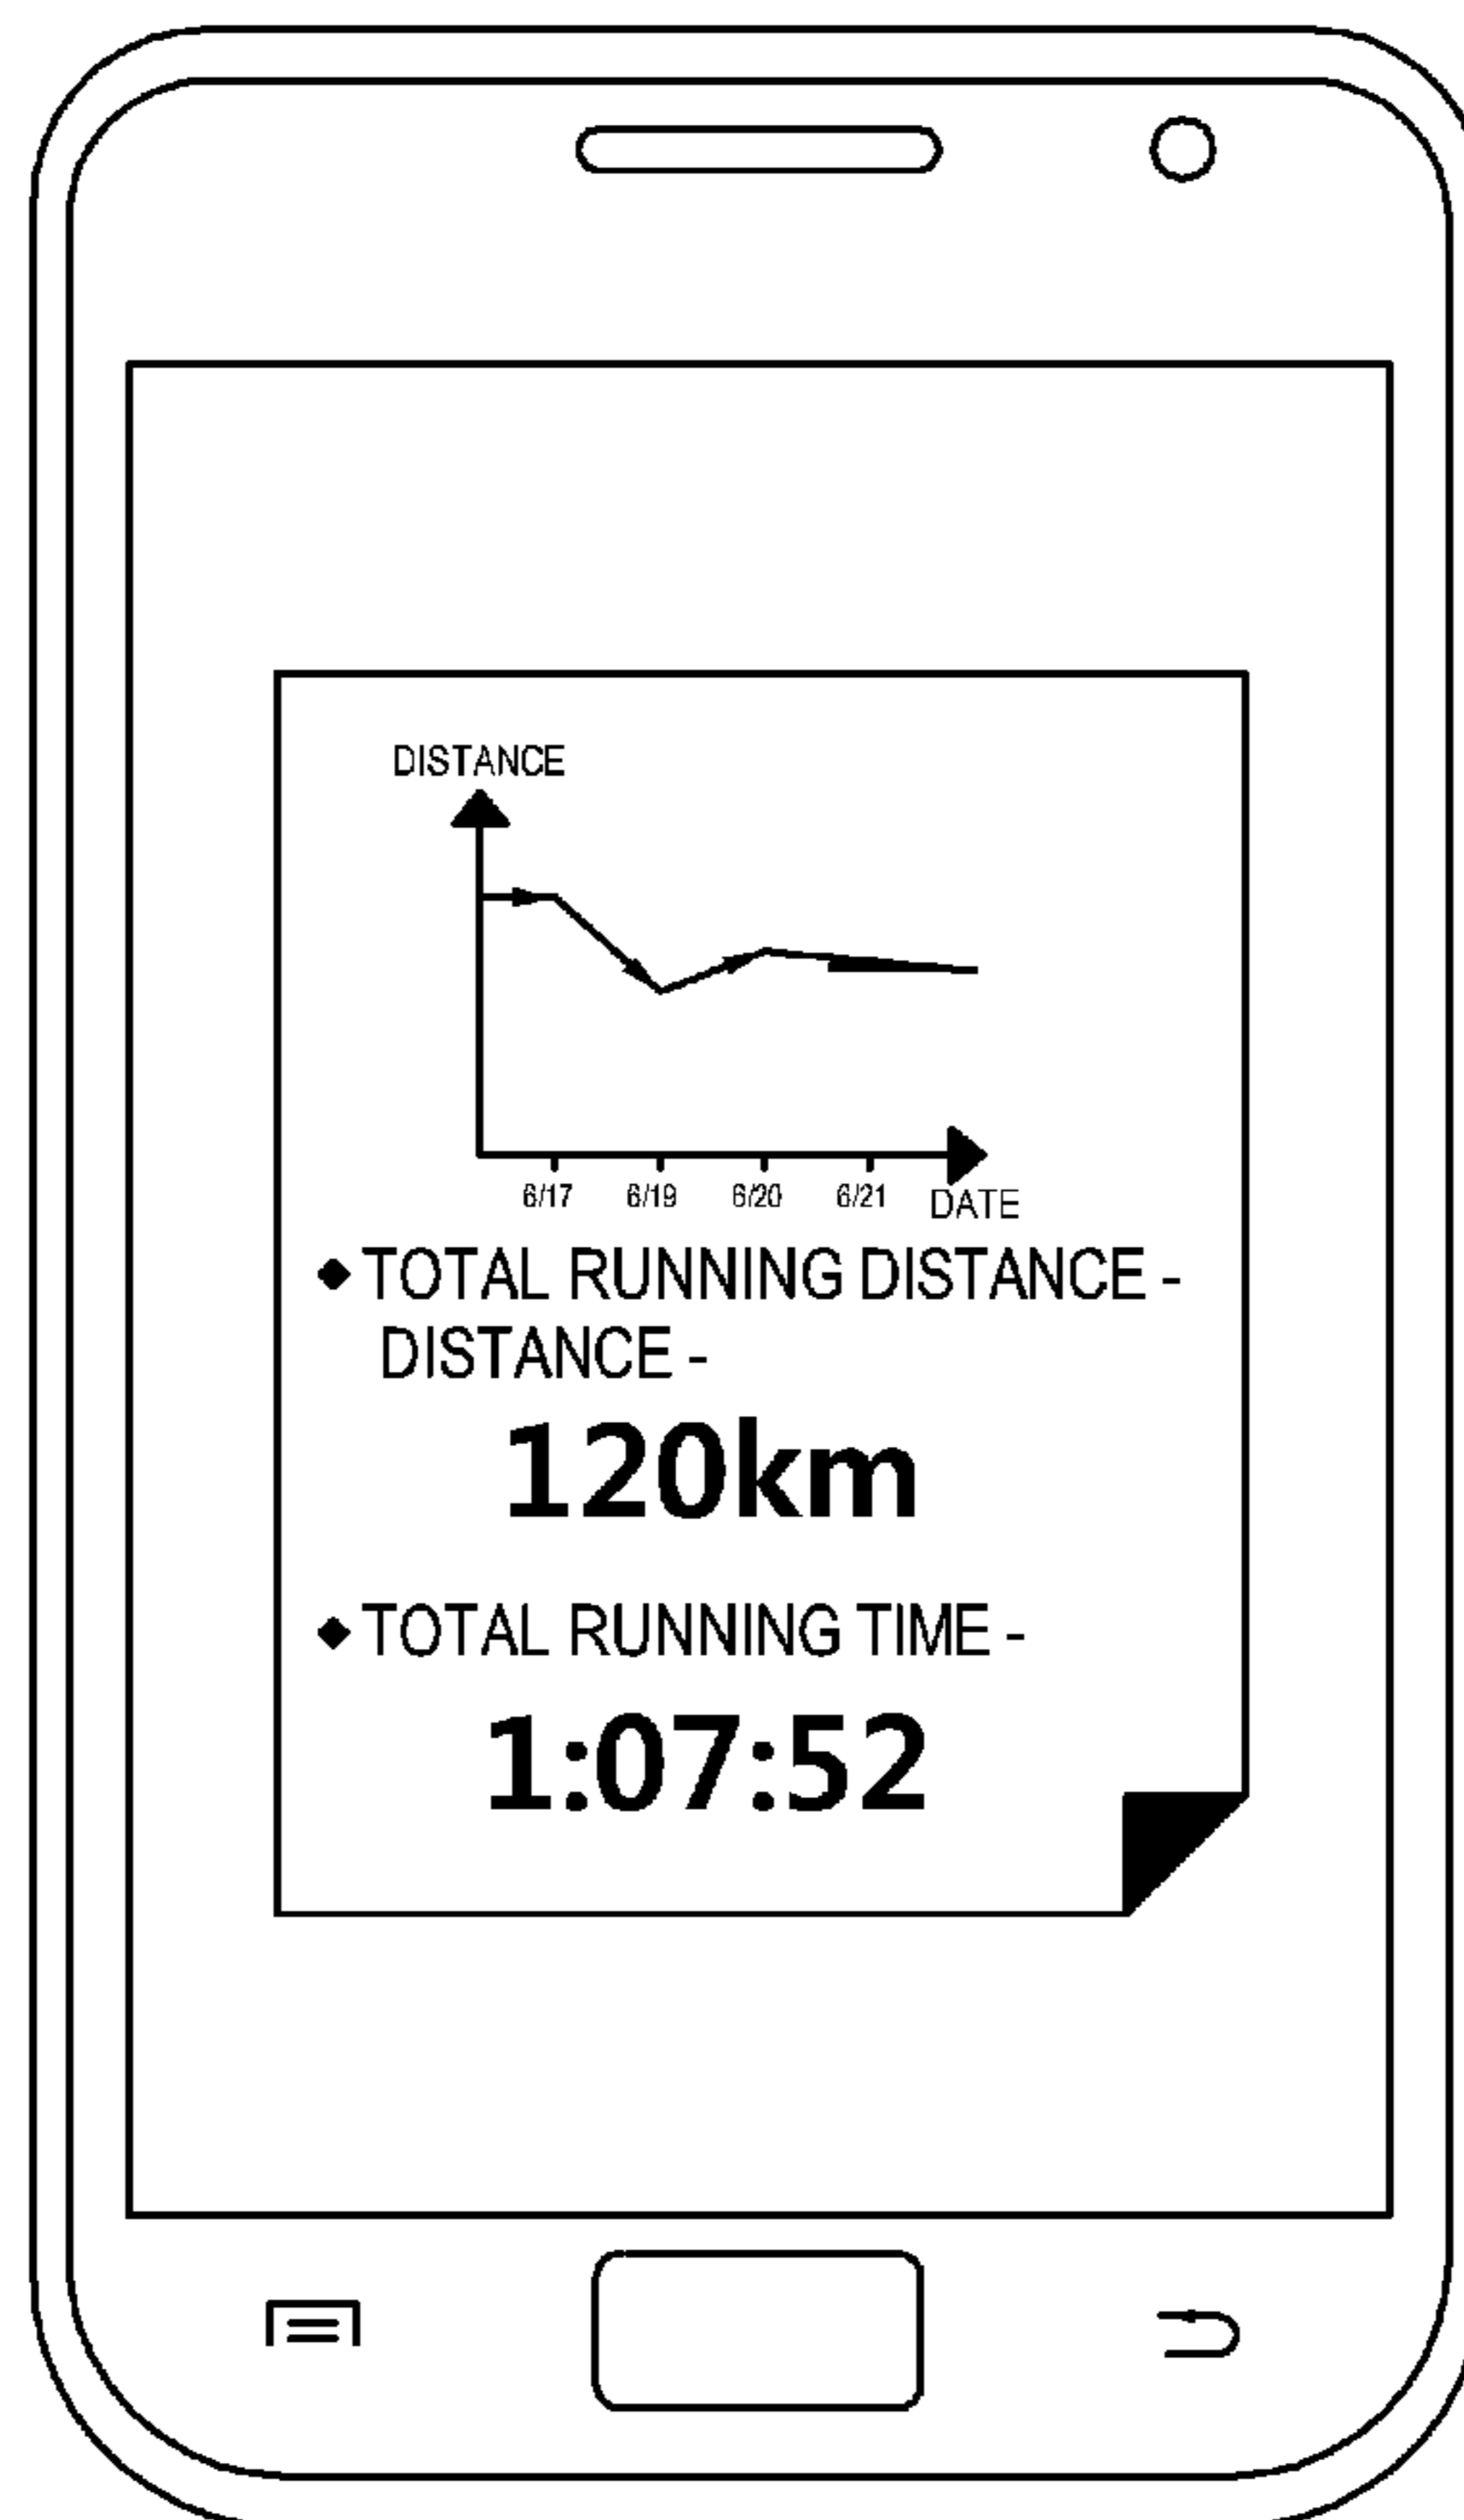 DISTANCE
6/17 6/19 6/20 6/21 DATE
◆TOTAL RUNNING DISTANCE -
DISTANCE -
120km
◆TOTAL RUNNING TIME -
1:07:52